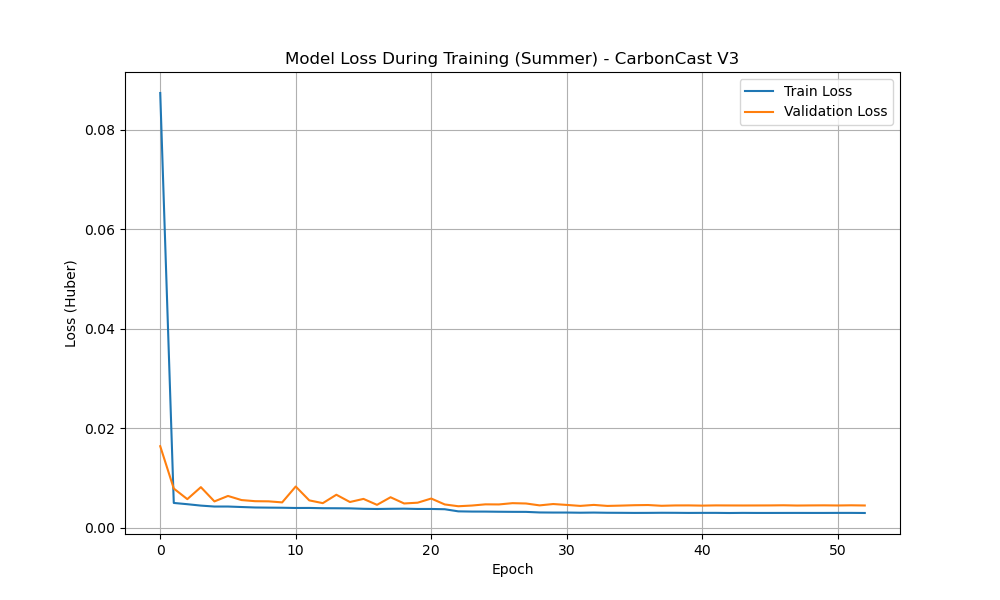 Model Loss During Training (Summer) - CarbonCast V3
Train Loss
Validation Loss
Loss (Huber)
0.08
0.06
0.04
0.02
0.00
0 10 20 30 40 50
Epoch